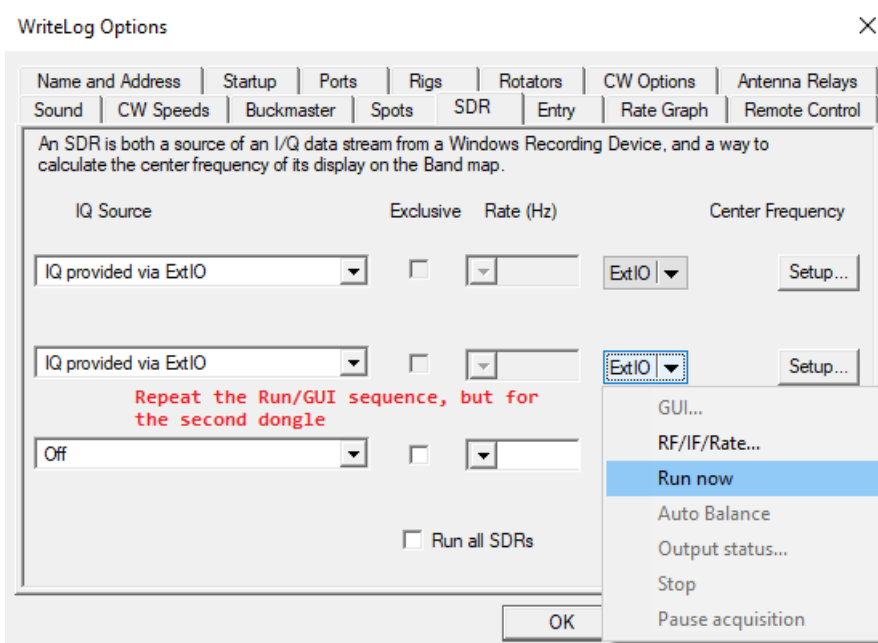 WriteLog Options
Name and Address Startup Ports Rigs Rotators CW Options Antenna Relays
Sound CW Speeds Buckmaster Spots SDR Entry Rate Graph Remote Control
An SDR is both a source of an I/Q data stream from a Windows Recording Device, and a way to
calculate the center frequency of its display on the Band map.
IQ Source Exclusive Rate (Hz) Center Frequency
IQ provided via ExtIO ExtIO Setup...
IQ provided via ExtIO ExtIO Setup...
Repeat the Run/GUI sequence, but for
the second dongle
Off
Run all SDRs
OK
GUI...
RF/IF/Rate...
Run now
Auto Balance
Output status...
Stop
Pause acquisition